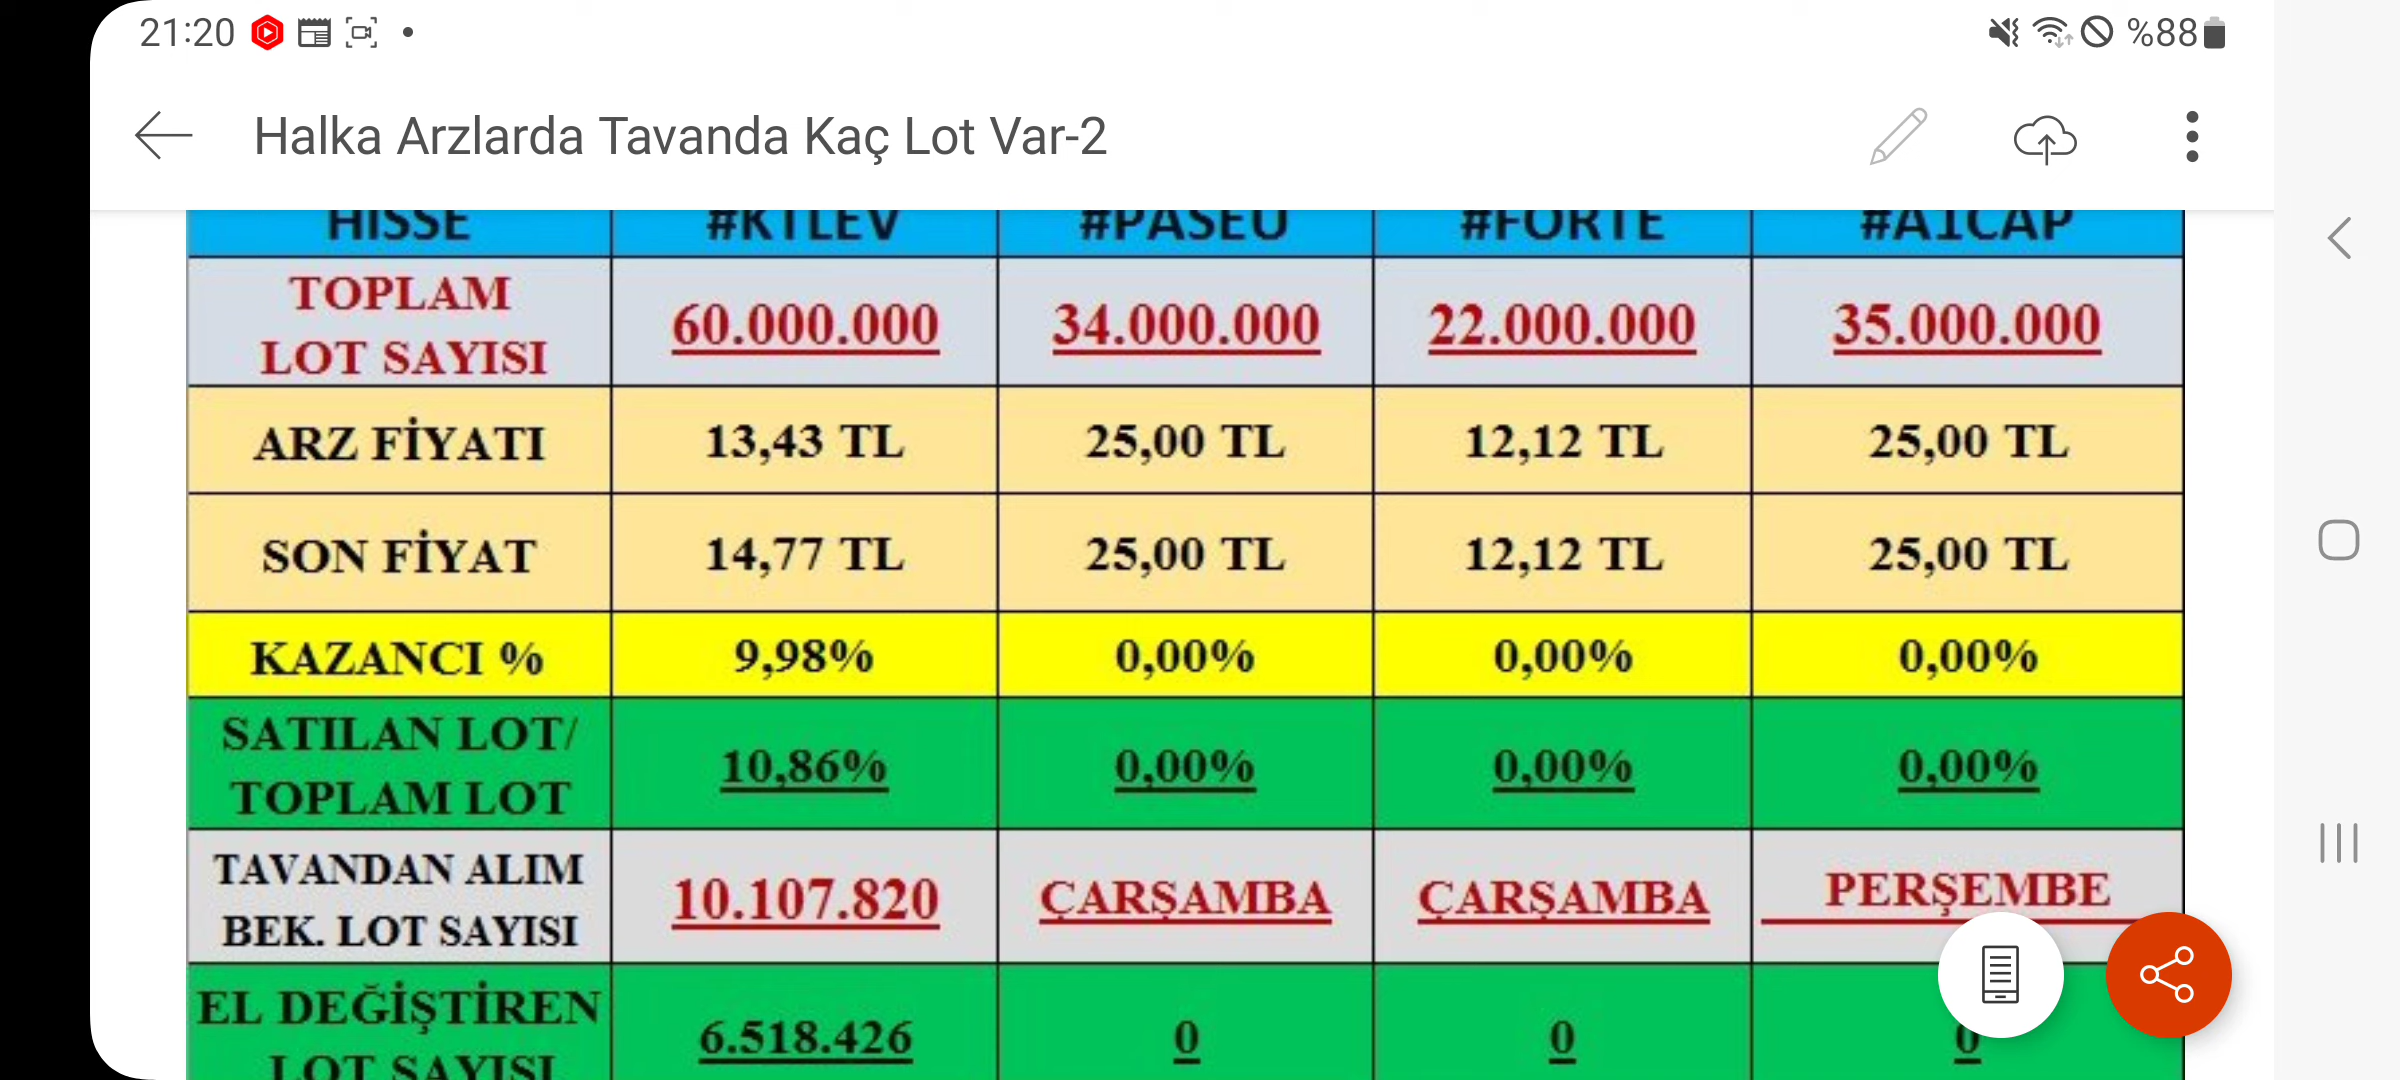 21:20 %88
Halka Arzlarda Tavanda Kaç Lot Var-2
HİSSE #KTLEV #PASEU #FORTE #A1CAP
TOPLAM
LOT SAYISI 60.000.000 34.000.000 22.000.000 35.000.000
ARZ FİYATI 13,43 TL 25,00 TL 12,12 TL 25,00 TL
SON FİYAT 14,77 TL 25,00 TL 12,12 TL 25,00 TL
KAZANCI % 9,98% 0,00% 0,00% 0,00%
SATILAN LOT/
TOPLAM LOT 10,86% 0,00% 0,00% 0,00%
TAVANDAN ALIM
BEK. LOT SAYISI 10.107.820 ÇARŞAMBA ÇARŞAMBA PERŞEMBE
EL DEĞİŞTİREN
LOT SAYISI 6.518.426 0 0 0